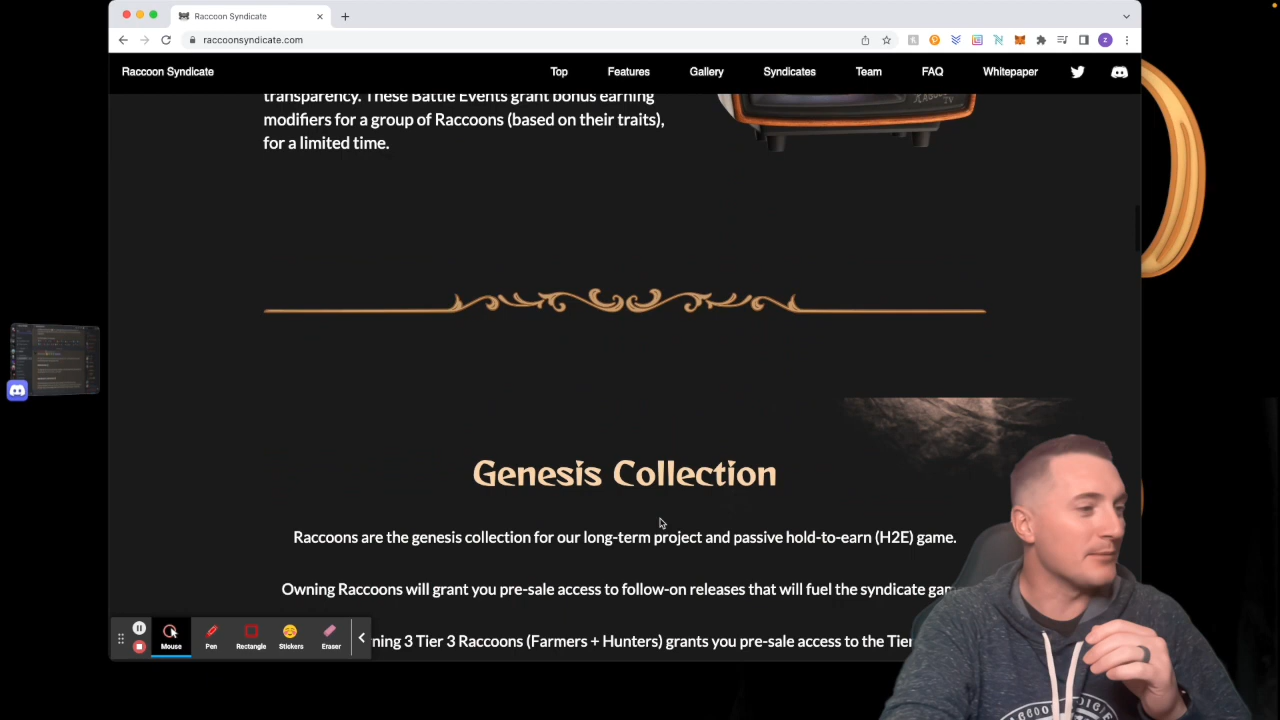 Raccoon Syndicate
raccoonsyndicate.com
z
Raccoon Syndicate
Top
Features
Gallery
Syndicates
Team
FAQ
Whitepaper
transparency. These Battle Events grant bonus earning
modifiers for a group of Raccoons (based on their traits),
for a limited time.
Genesis Collection
Raccoons are the genesis collection for our long-term project and passive hold-to-earn (H2E) game.
Owning Raccoons will grant you pre-sale access to follow-on releases that will fuel the syndicate
3 Tier 3 Raccoons (Farmers + Hunters) grants you pre-sale access to the
Mouse
Pen
Rectangle
Stickers
Eraser